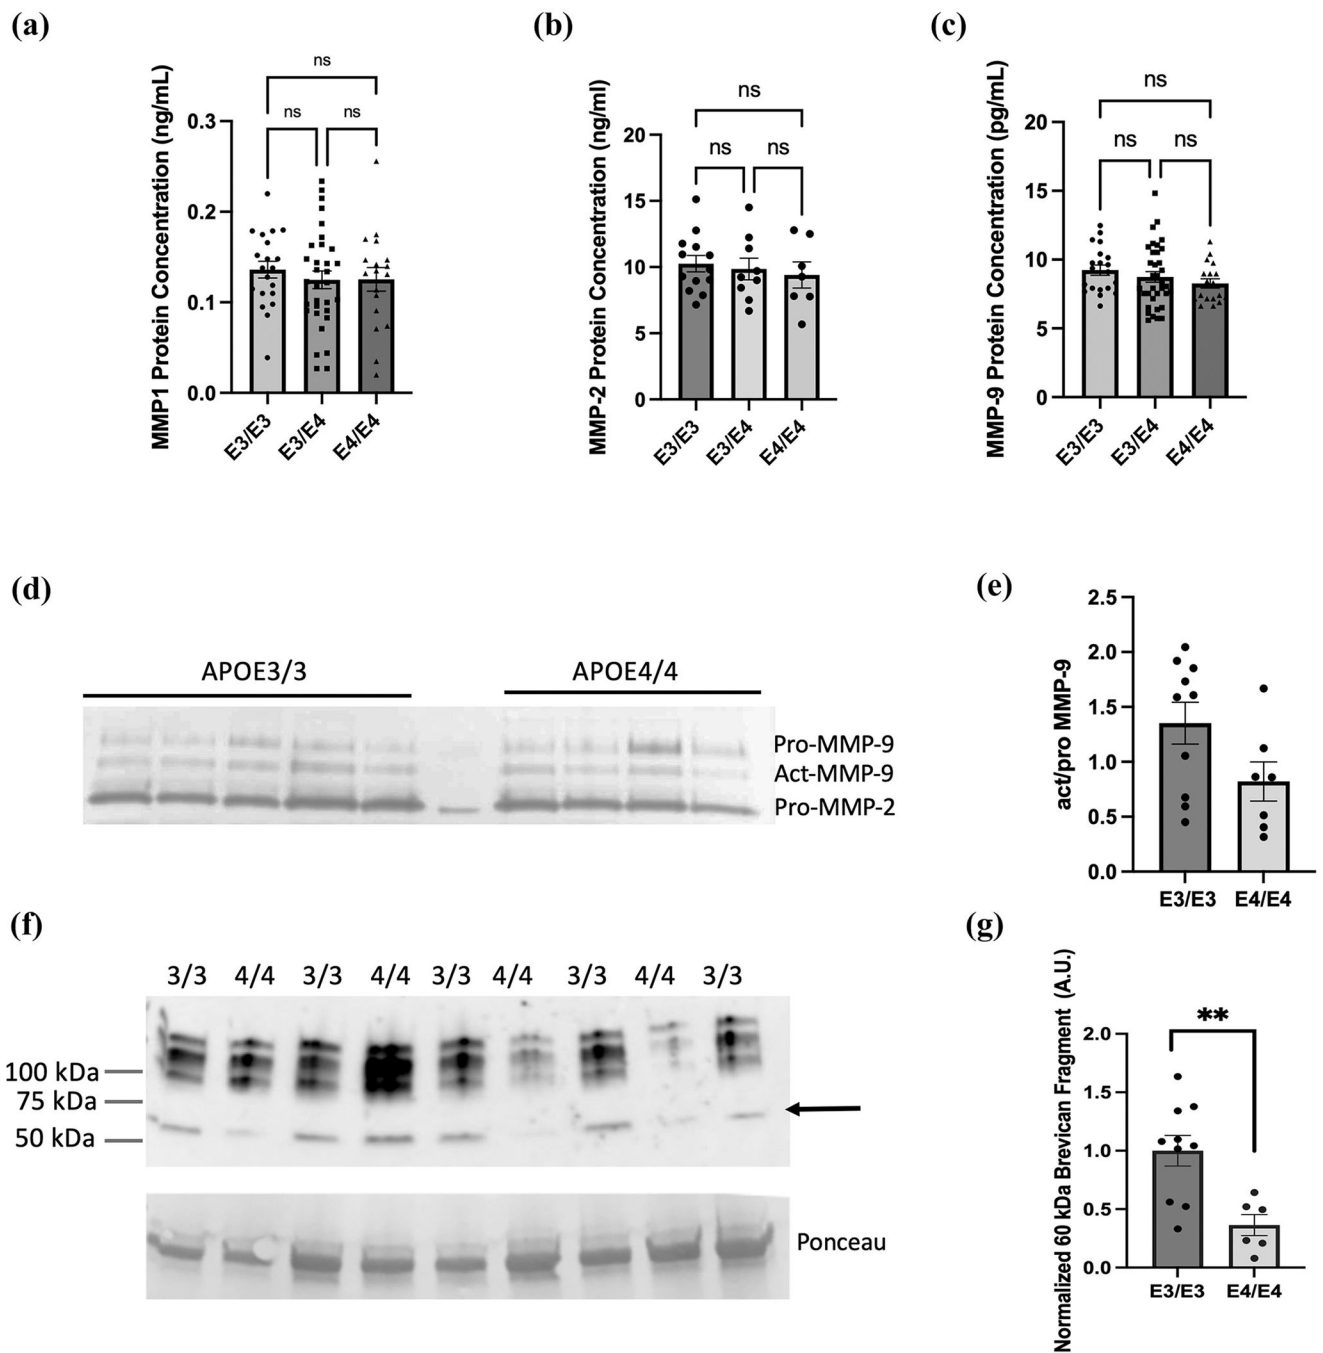 (a)
MMP1 Protein Concentration (ng/mL)
ns
ns
ns
0.3
0.2
0.1
0.0
E3/E3
E3/E4
E4/E4
(b)
MMP-2 Protein Concentration (ng/ml)
ns
ns
ns
20
15
10
5
0
E3/E3
E3/E4
E4/E4
(c)
MMP-9 Protein Concentration (pg/mL)
ns
ns
ns
20
15
10
5
0
E3/E3
E3/E4
E4/E4
(d)
APOE3/3
APOE4/4
Pro-MMP-9
Act-MMP-9
Pro-MMP-2
(e)
act/pro MMP-9
2.5
2.0
1.5
1.0
0.5
0.0
E3/E3 E4/E4
(f)
3/3 4/4 3/3 4/4 3/3 4/4 3/3 4/4 3/3
100 kDa
75 kDa
50 kDa
Ponceau
(g)
Normalized 60 kDa Brevican Fragment (A.U.)
**
2.0
1.5
1.0
0.5
0.0
E3/E3 E4/E4